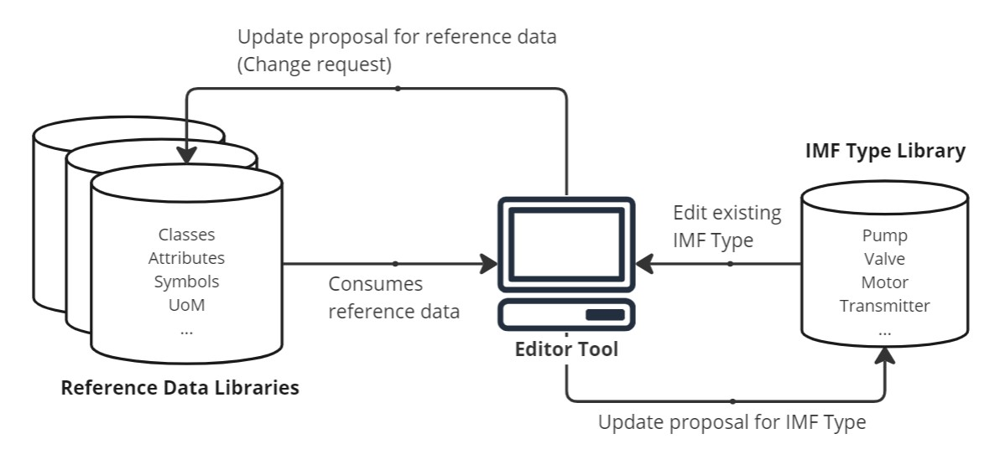 Update proposal for reference data
(Change request)
IMF Type Library
Classes
Attributes
Symbols
UoM
...
Reference Data Libraries
Consumes
reference data
Editor Tool
Edit existing
IMF Type
Pump
Valve
Motor
Transmitter
...
Update proposal for IMF Type